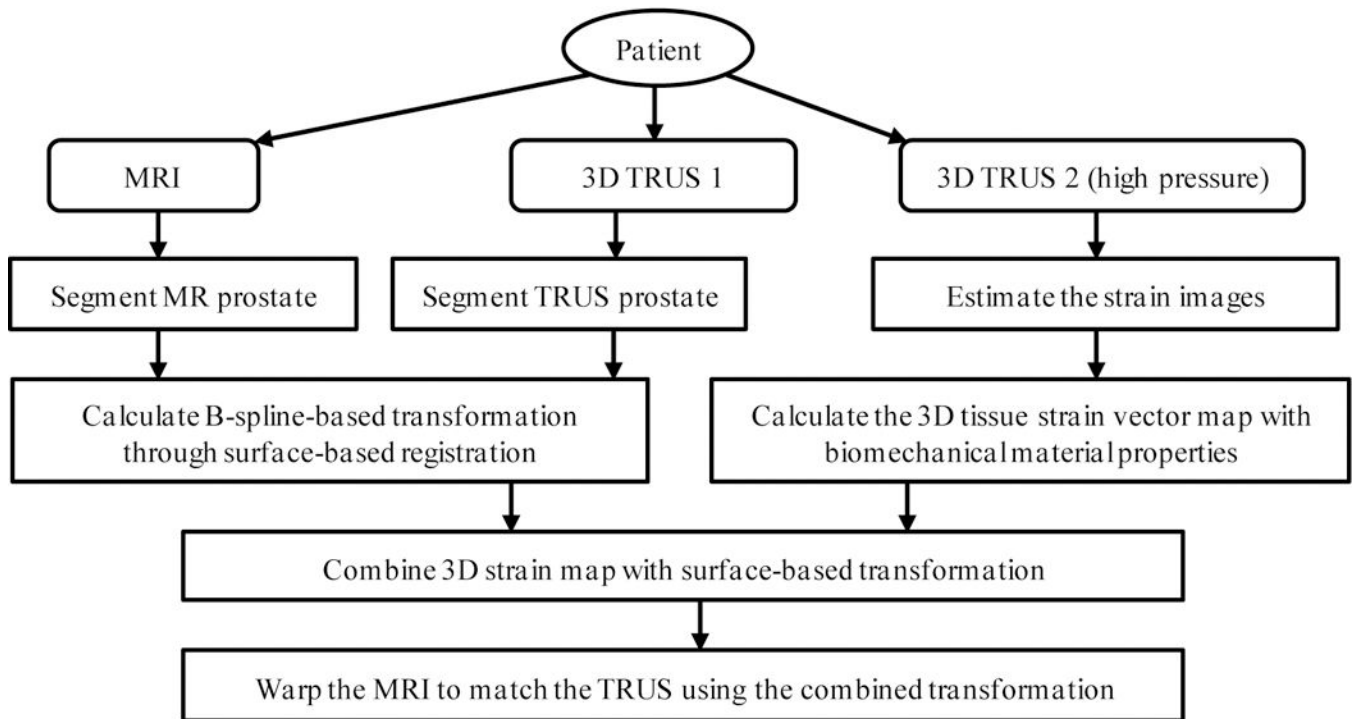 Patient
MRI
3D TRUS 1
3D TRUS 2 (high pressure)
Segment MR prostate
Segment TRUS prostate
Estimate the strain images
Calculate B-spline-based transformation
through surface-based registration
Calculate the 3D tissue strain vector map with
biomechanical material properties
Combine 3D strain map with surface-based transformation
Warp the MRI to match the TRUS using the combined transformation